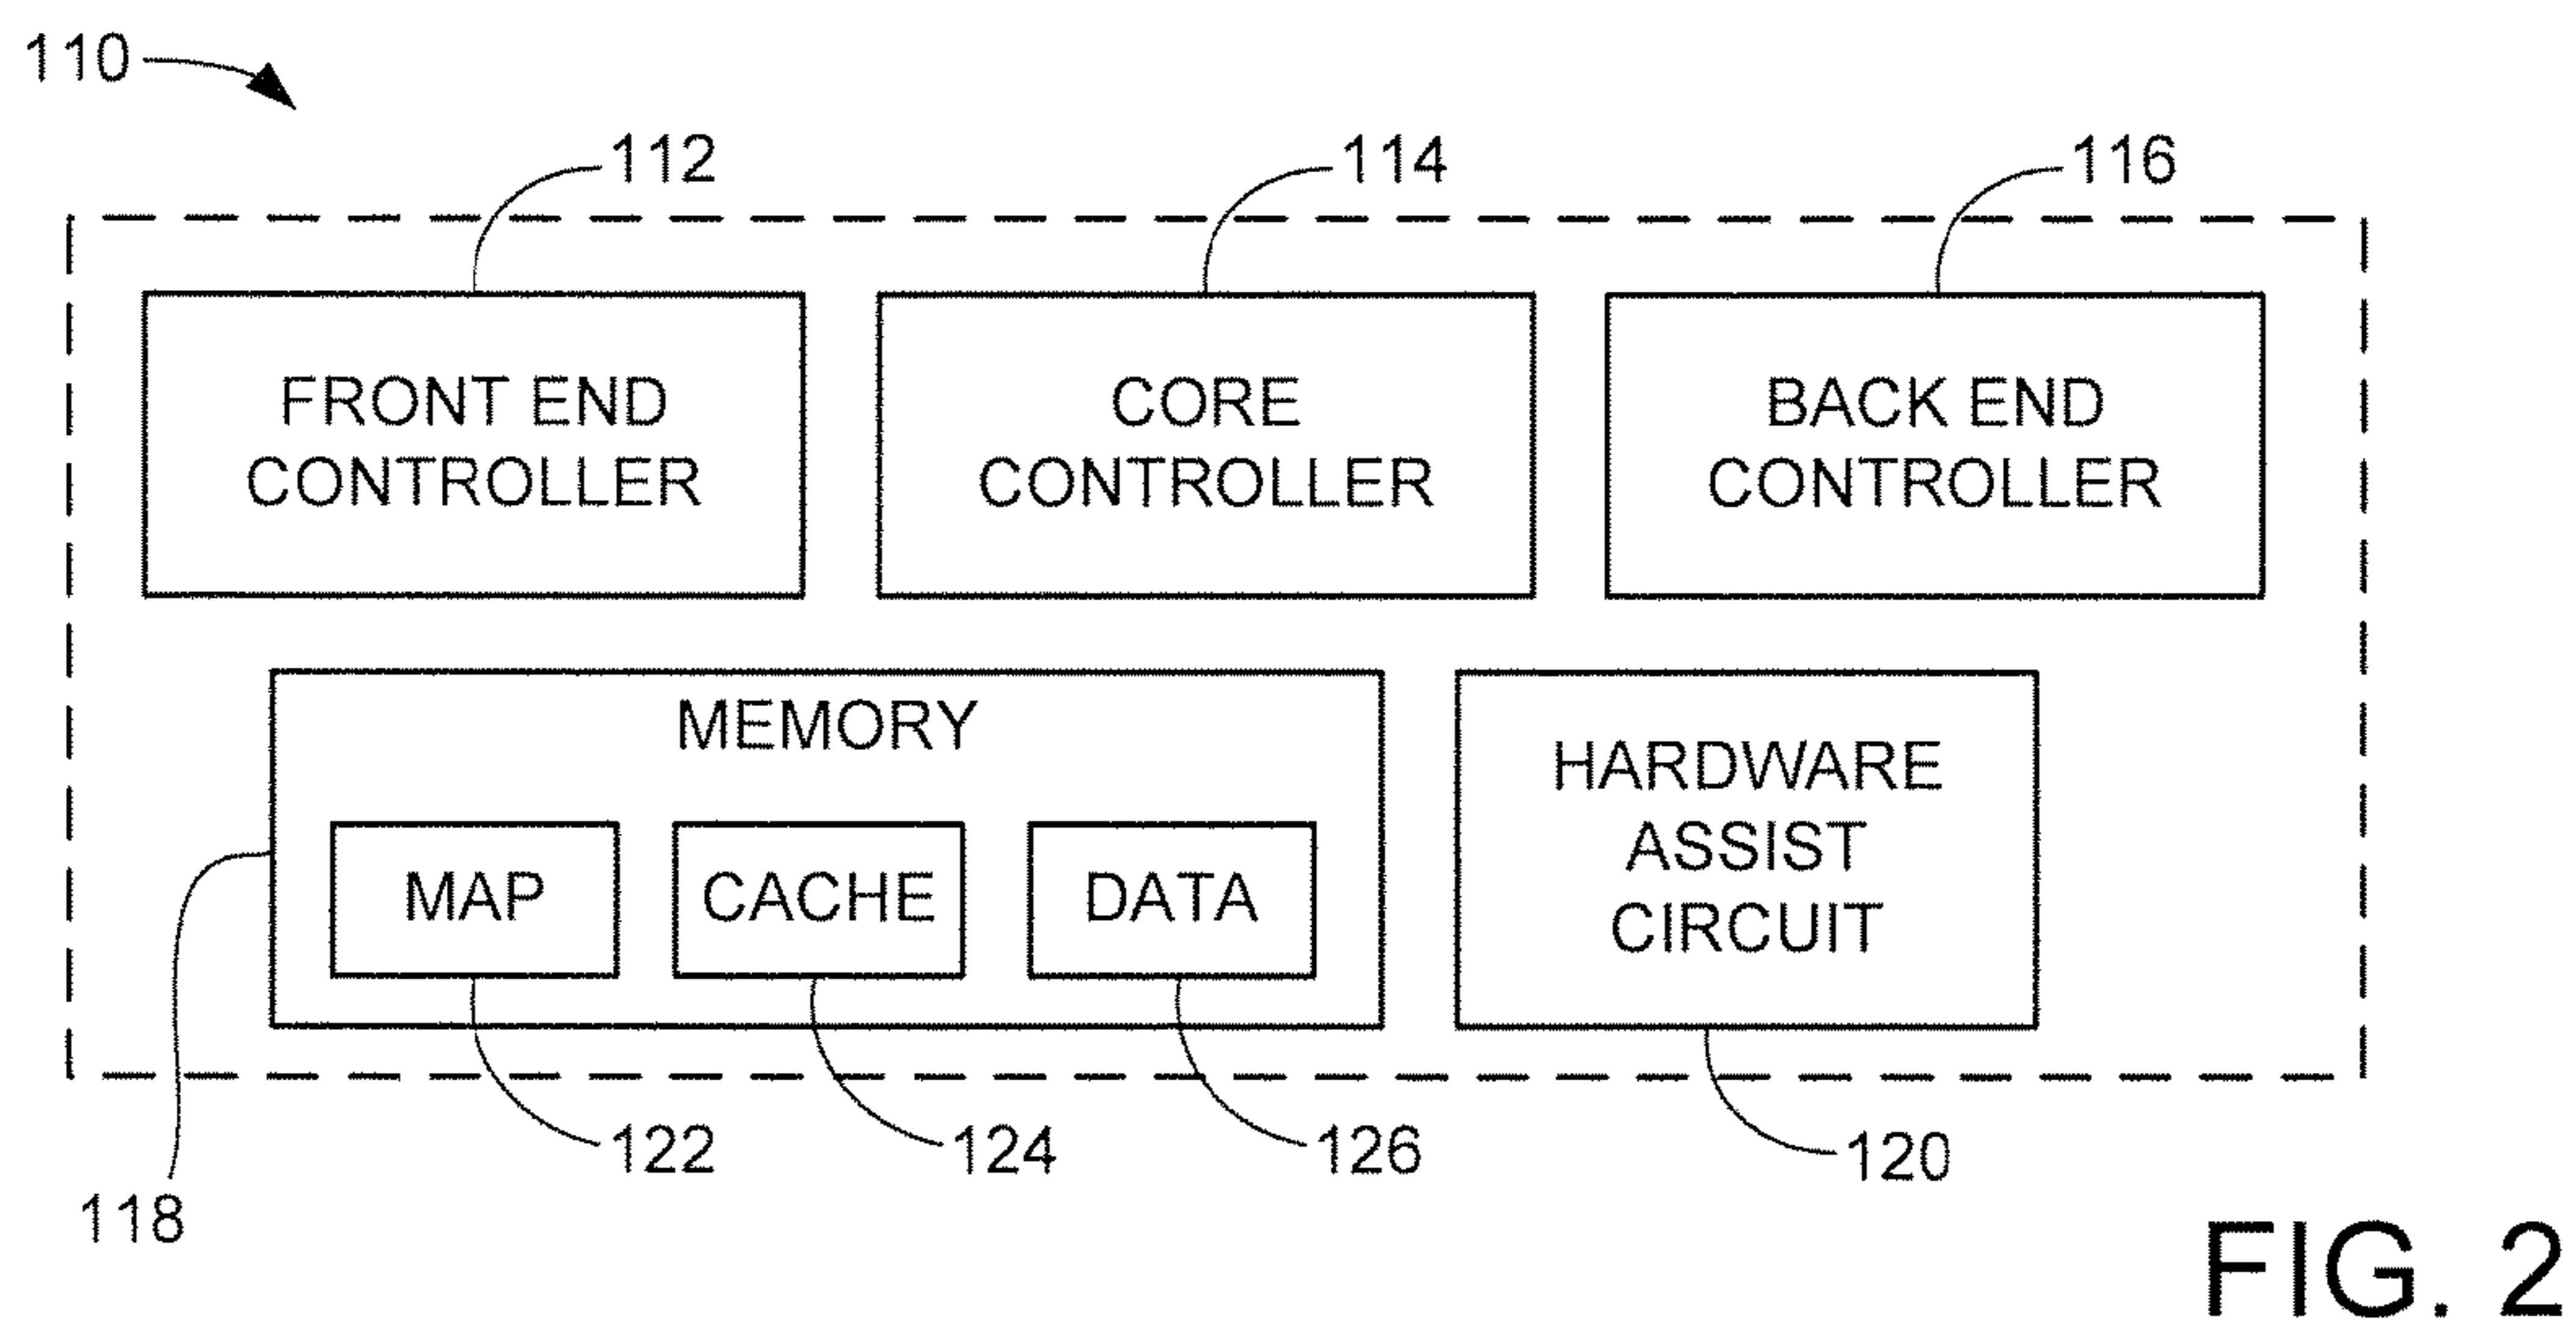 110
112
114
116
FRONT END
CONTROLLER
CORE
CONTROLLER
BACK END
CONTROLLER
MEMORY
MAP
CACHE
DATA
HARDWARE
ASSIST
CIRCUIT
122
124
126
120
118
FIG. 2